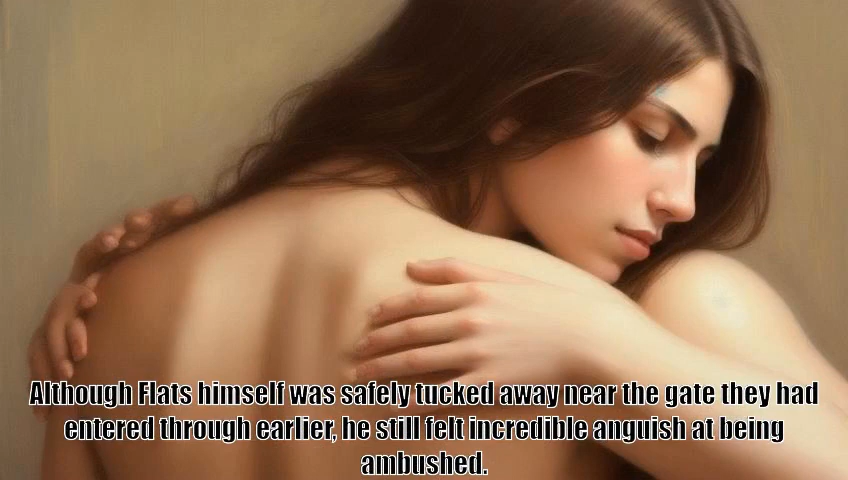 Although Flats himself was safely tucked away near the gate they had
entered through earlier, he still felt incredible anguish at being
ambushed.